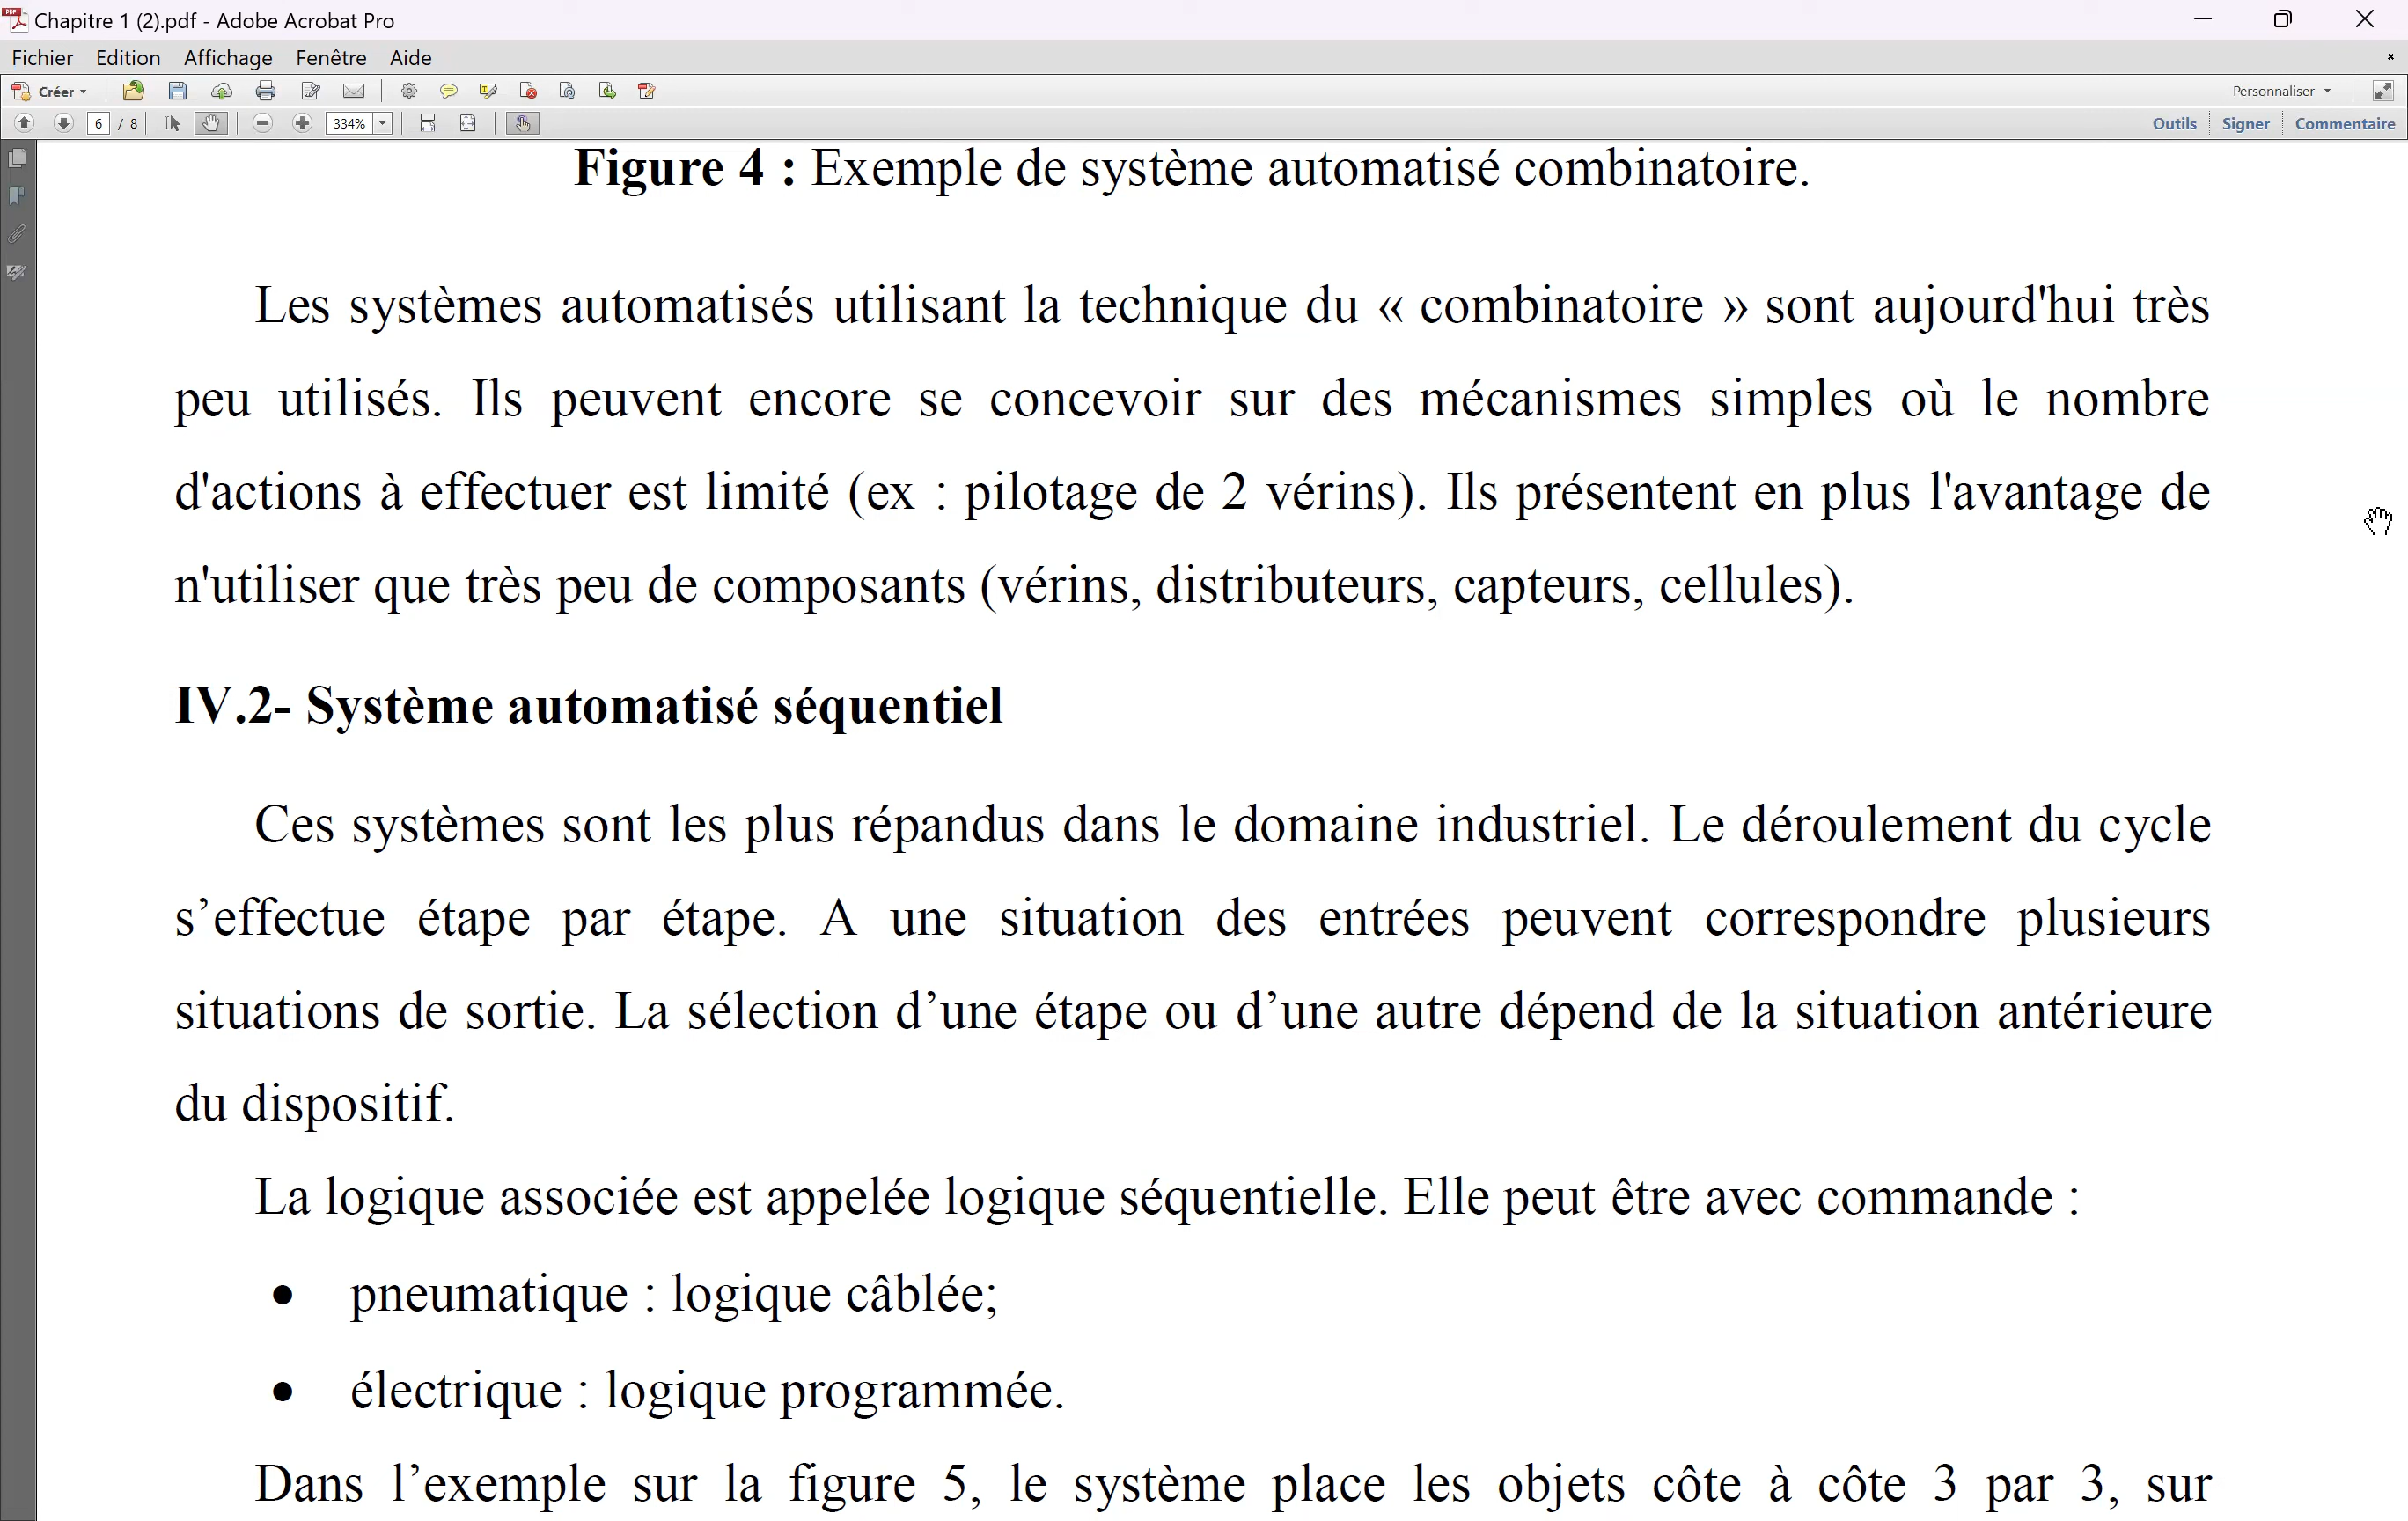 Chapitre 1 (2).pdf - Adobe Acrobat Pro
Fichier Edition Affichage Fenêtre Aide
Créer Personnaliser
6 / 8 334% Outils Signer Commentaire
Figure 4 : Exemple de système automatisé combinatoire.
Les systèmes automatisés utilisant la technique du « combinatoire » sont aujourd'hui très
peu utilisés. Ils peuvent encore se concevoir sur des mécanismes simples où le nombre
d'actions à effectuer est limité (ex : pilotage de 2 vérins). Ils présentent en plus l'avantage de
n'utiliser que très peu de composants (vérins, distributeurs, capteurs, cellules).
IV.2- Système automatisé séquentiel
Ces systèmes sont les plus répandus dans le domaine industriel. Le déroulement du cycle
s’effectue étape par étape. A une situation des entrées peuvent correspondre plusieurs
situations de sortie. La sélection d’une étape ou d’une autre dépend de la situation antérieure
du dispositif.
La logique associée est appelée logique séquentielle. Elle peut être avec commande :
• pneumatique : logique câblée;
• électrique : logique programmée.
Dans l’exemple sur la figure 5, le système place les objets côte à côte 3 par 3, sur